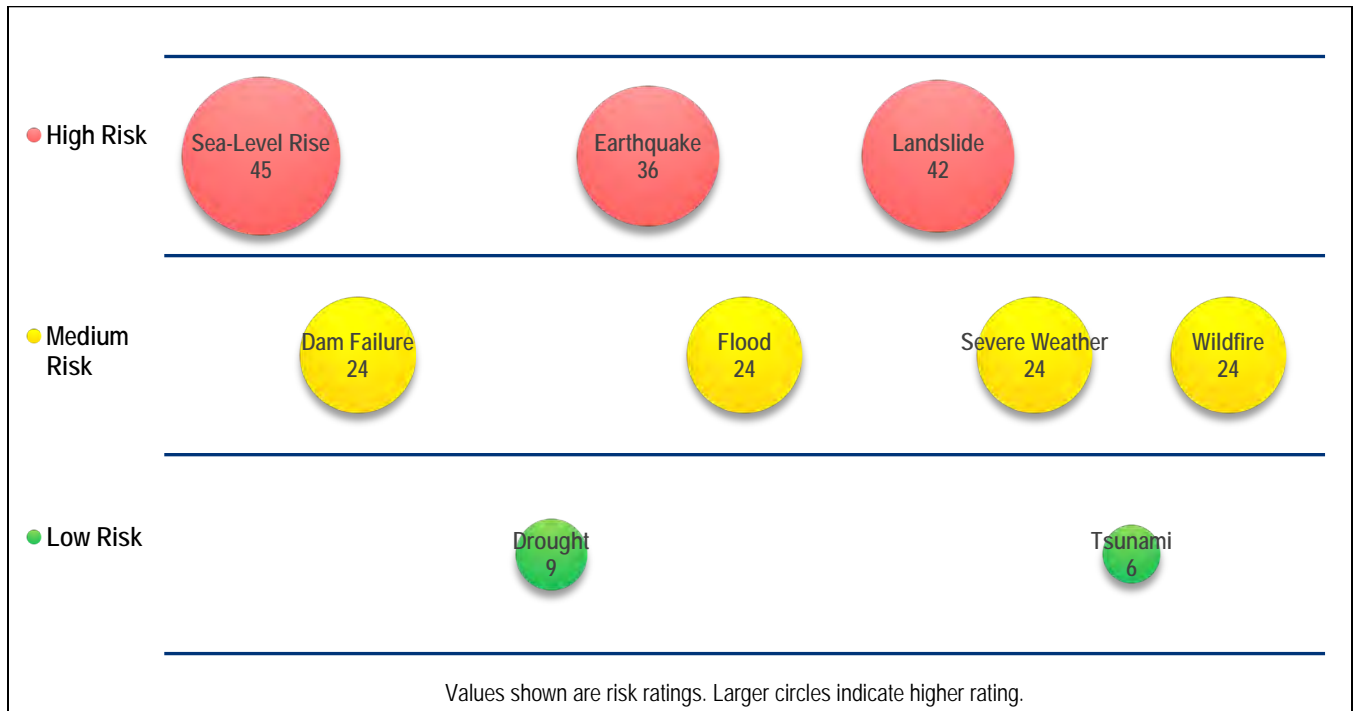 High Risk
Sea-Level Rise
45
Earthquake
36
Landslide
42
Medium
Risk
Dam Failure
24
Flood
24
Severe Weather
24
Wildfire
24
Low Risk
Drought
9
Tsunami
6
Values shown are risk ratings. Larger circles indicate higher rating.